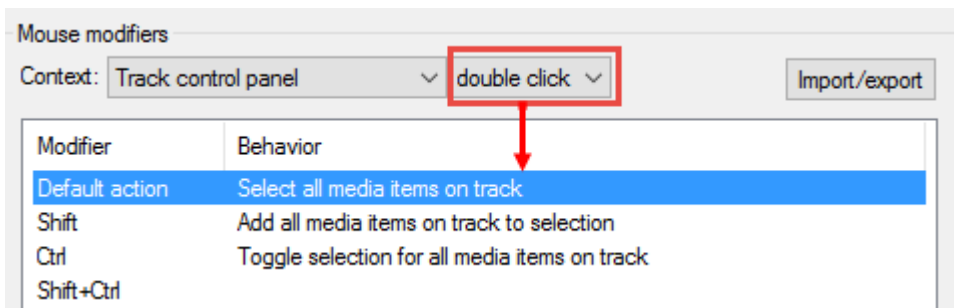 Mouse modifiers
Context: Track control panel double click Import/export
Modifier Behavior
Default action Select all media items on track
Shift Add all media items on track to selection
Ctrl Toggle selection for all media items on track
Shift+Ctrl